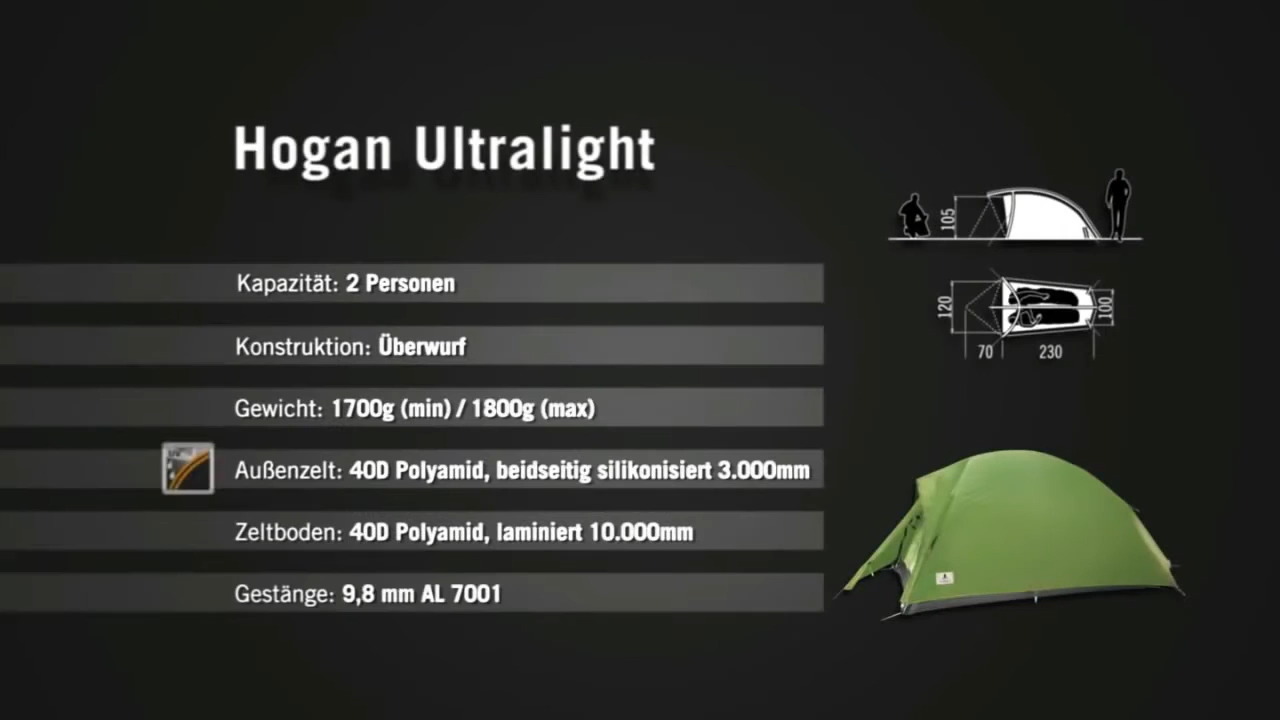 Hogan Ultralight
Kapazität: 2 Personen
Konstruktion: Überwurf
Gewicht: 1700g (min) / 1800g (max)
Außenzelt: 40D Polyamid, beidseitig silikonisiert 3.000mm
Zeltboden: 40D Polyamid, laminiert 10.000mm
Gestänge: 9,8 mm AL 7001
105
120
100
70
230